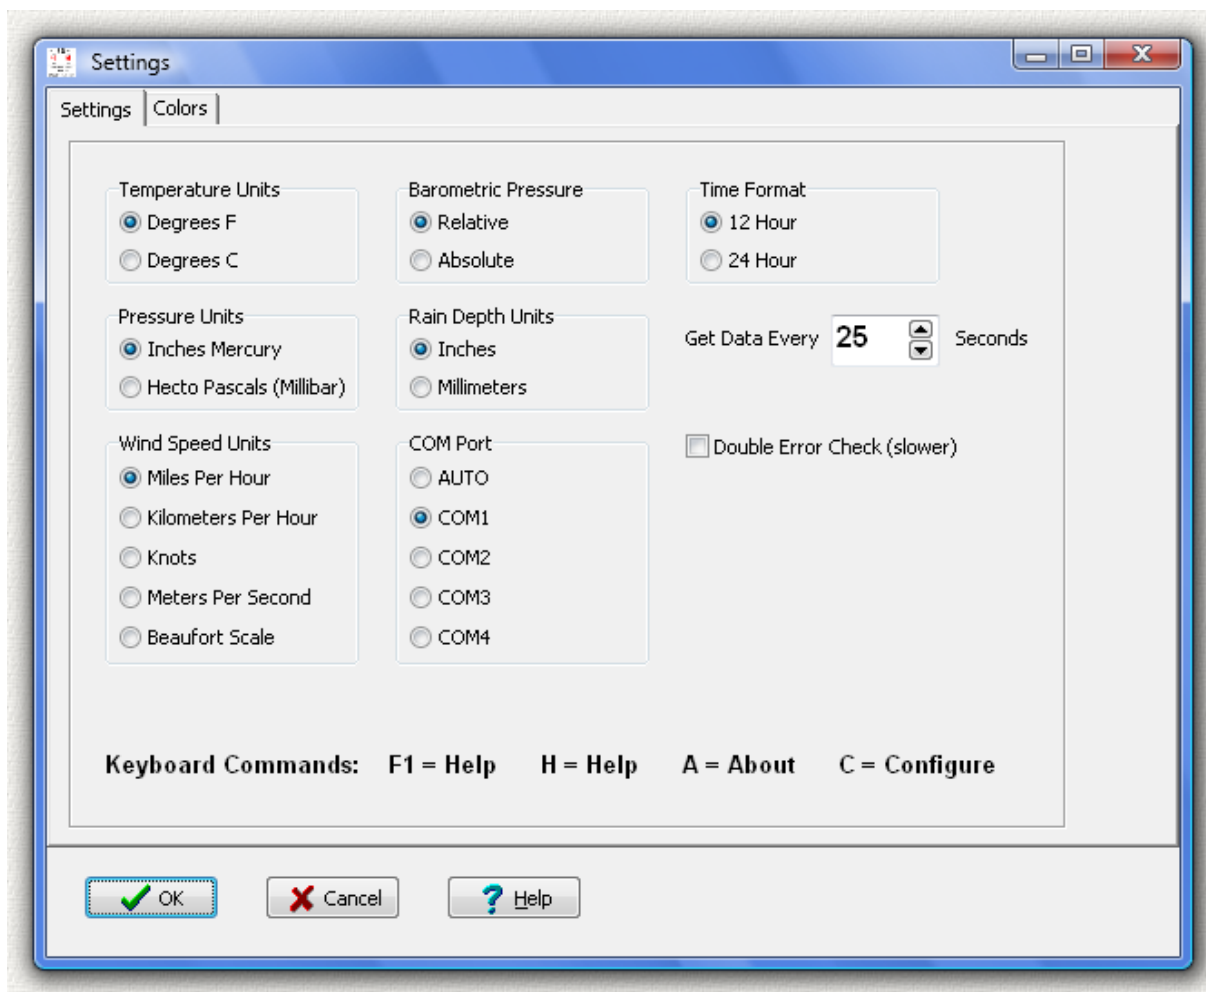 Settings
Settings
Colors
Temperature Units
Degrees F
Degrees C
Barometric Pressure
Relative
Absolute
Time Format
12 Hour
24 Hour
Pressure Units
Inches Mercury
Hecto Pascals (Millibar)
Rain Depth Units
Inches
Millimeters
Get Data Every 25 Seconds
Wind Speed Units
Miles Per Hour
Kilometers Per Hour
Knots
Meters Per Second
Beaufort Scale
COM Port
AUTO
COM1
COM2
COM3
COM4
Double Error Check (slower)
Keyboard Commands: F1 = Help H = Help A = About C = Configure
OK
Cancel
Help